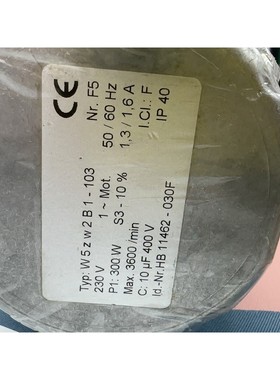 CE Nr. F5
Typ: W 5 z w 2 B 1 - 103
230 V 1 ~ Mot. 50 / 60 Hz
P1: 300 W S3 - 10 % 1,3 / 1,6 A
Max. 3600 /min I.Cl.: F
C: 10 µF 400 V IP 40
Id.-Nr.HB 11462 - 030F